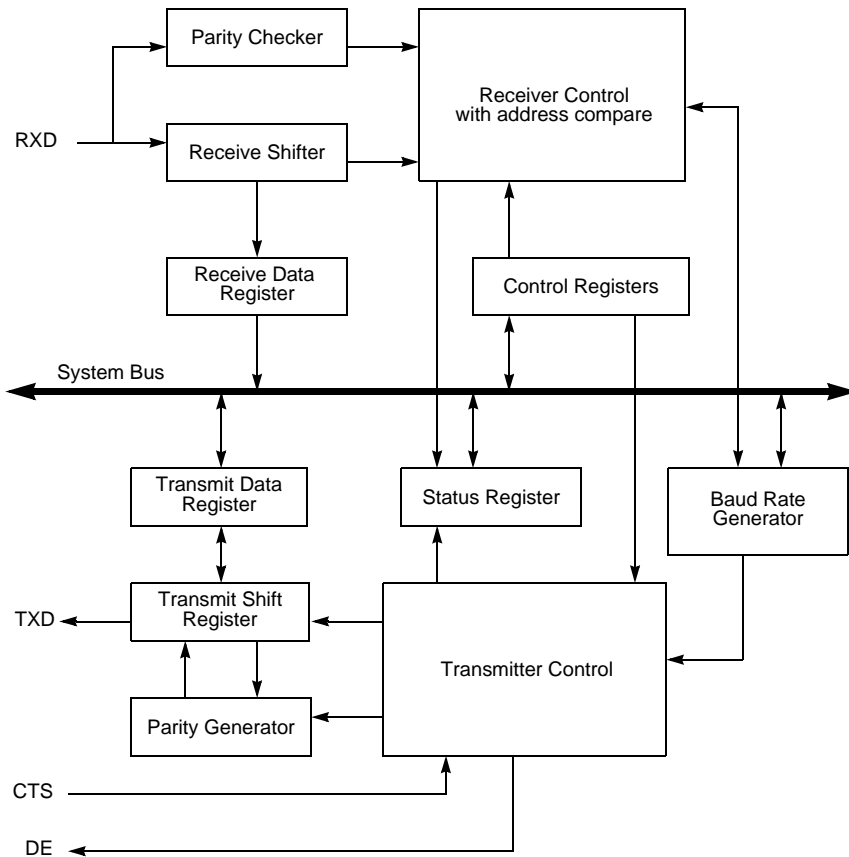 Parity Checker
Receiver Control
with address compare
RXD
Receive Shifter
Receive Data
Register
Control Registers
System Bus
Transmit Data
Register
Status Register
Baud Rate
Generator
Transmit Shift
Register
TXD
Transmitter Control
Parity Generator
CTS
DE